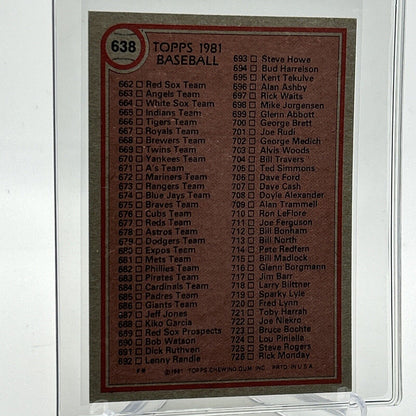 638
TOPPS 1981
BASEBALL
662 Red Sox Team
663 Angels Team
664 White Sox Team
665 Indians Team
666 Tigers Team
667 Royals Team
668 Brewers Team
669 Twins Team
670 Yankees Team
671 A's Team
672 Mariners Team
673 Rangers Team
674 Blue Jays Team
675 Braves Team
676 Cubs Team
677 Reds Team
678 Astros Team
679 Dodgers Team
680 Expos Team
681 Mets Team
682 Phillies Team
683 Pirates Team
684 Cardinals Team
685 Padres Team
686 Giants Team
687 Jeff Jones
688 Kiko Garcia
689 Red Sox Prospects
690 Bob Watson
691 Dick Ruthven
692 Lenny Randle
693 Steve Howe
694 Bud Harrelson
695 Kent Tekulve
696 Alan Ashby
697 Rick Waits
698 Mike Jorgensen
699 Glenn Abbott
700 George Brett
701 Joe Rudi
702 George Medich
703 Alvis Woods
704 Bill Travers
705 Ted Simmons
706 Dave Ford
707 Dave Cash
708 Doyle Alexander
709 Alan Trammell
710 Ron LeFlore
711 Joe Ferguson
712 Bill Bonham
713 Bill North
714 Pete Redfern
715 Bill Madlock
716 Glenn Borgmann
717 Jim Barr
718 Larry Biittner
719 Sparky Lyle
720 Fred Lynn
721 Toby Harrah
722 Joe Niekro
723 Bruce Bochte
724 Lou Piniella
725 Steve Rogers
726 Rick Monday
©1981 TOPPS CHEWING GUM INC. PRTD IN U.S.A.